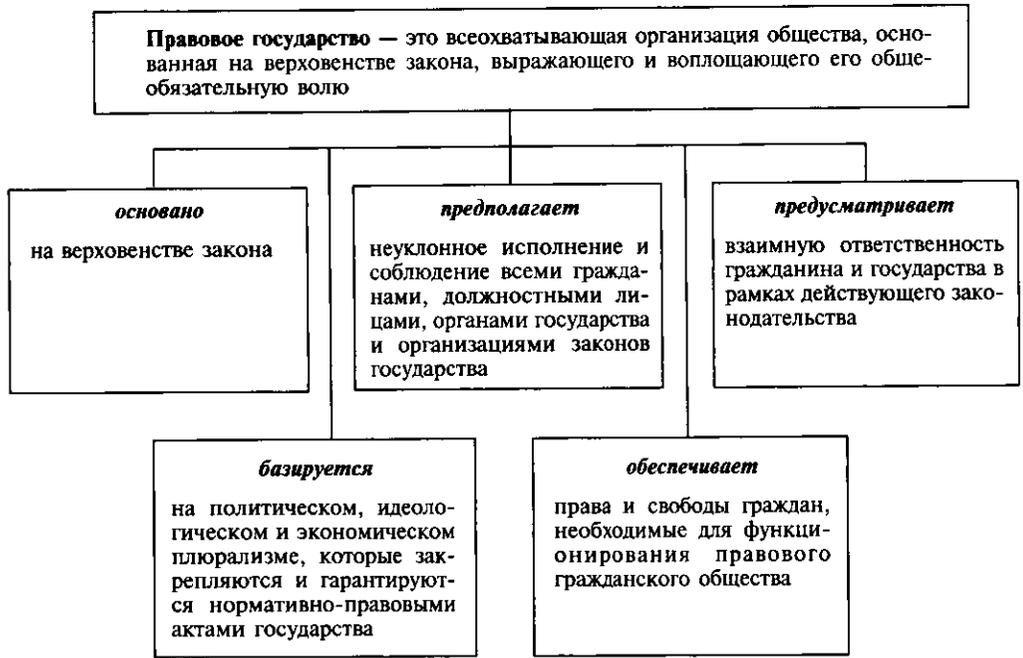 Правовое государство — это всеохватывающая организация общества, осно-
ванная на верховенстве закона, выражающего и воплощающего его обще-
обязательную волю
основано
на верховенстве закона
предполагает
неуклонное исполнение и
соблюдение всеми гражда-
нами, должностными ли-
цами, органами государства
и организациями законов
государства
предусматривает
взаимную ответственность
гражданина и государства в
рамках действующего зако-
нодательства
базируется
на политическом, идеоло-
гическом и экономическом
плюрализме, которые зак-
репляются и гарантируют-
ся нормативно-правовыми
актами государства
обеспечивает
права и свободы граждан,
необходимые для функци-
онирования правового
гражданского общества